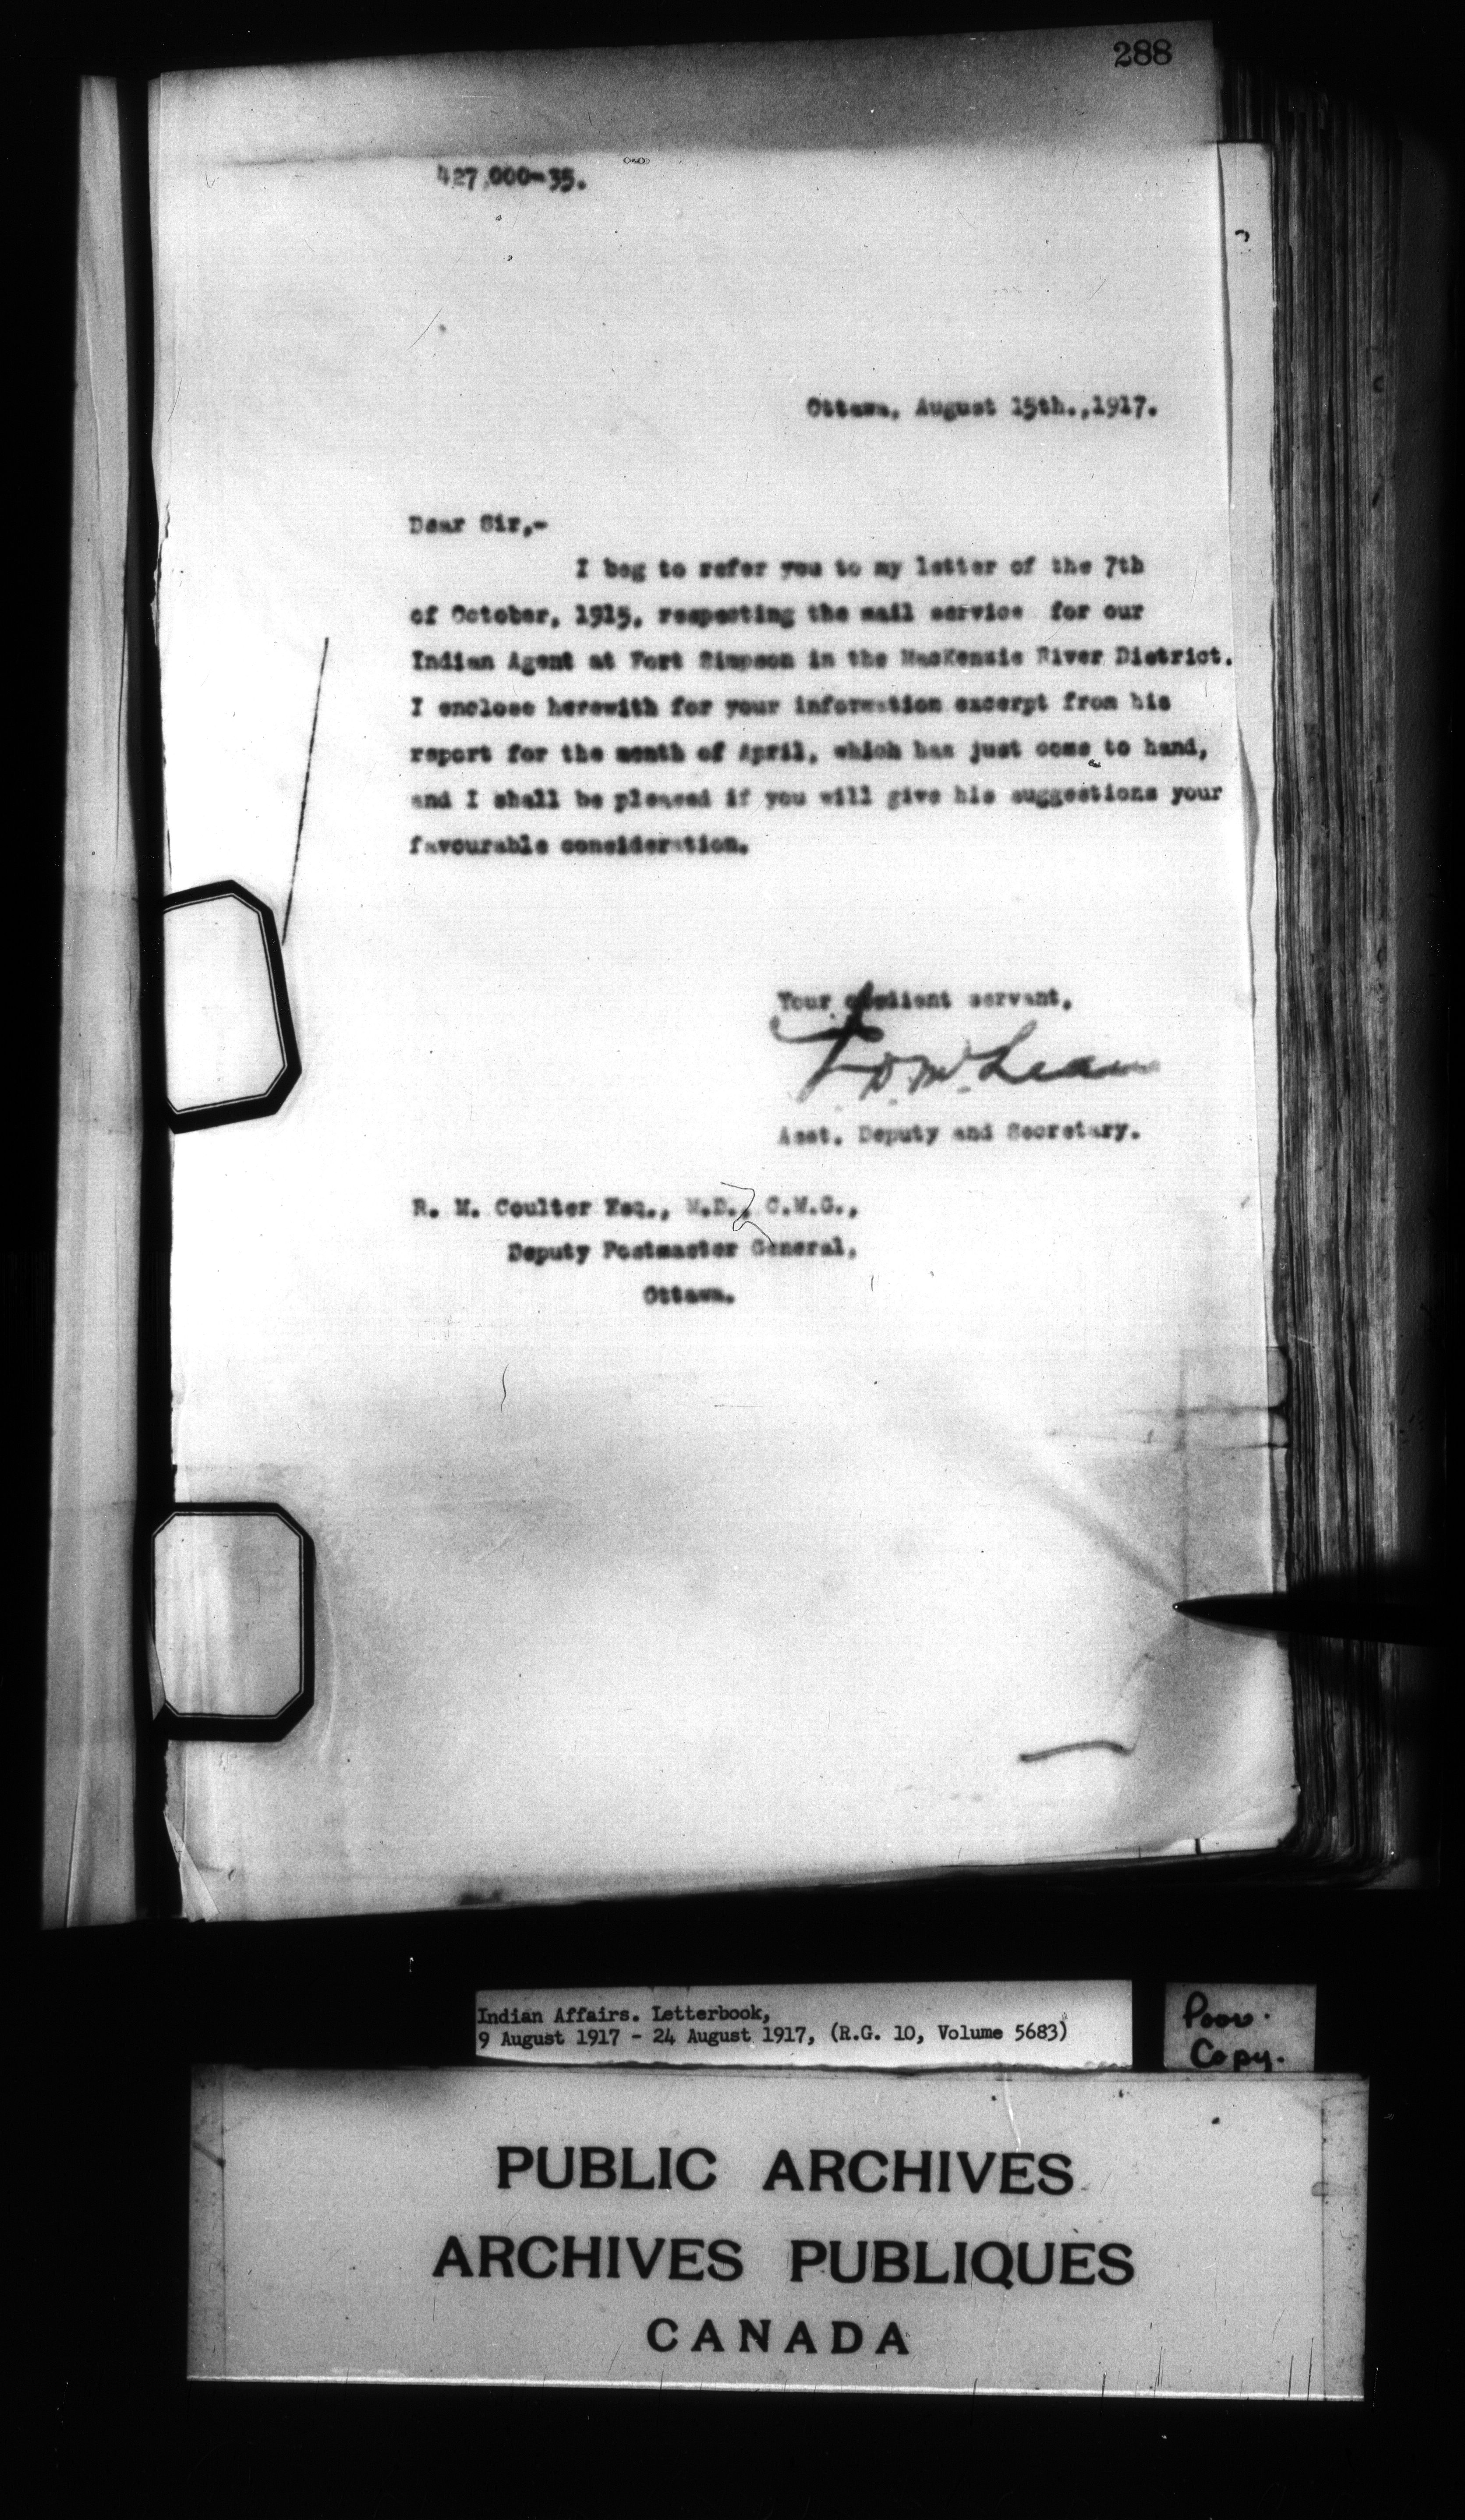 288
427,000-35.
Ottawa, August 15th.,1917.
Dear Sir,-
I beg to refer you to my letter of the 7th
of October, 1915, respecting the mail service for our
Indian Agent at Fort Simpson in the MacKenzie River District.
I enclose herewith for your information excerpt from his
report for the month of April, which has just come to hand,
and I shall be pleased if you will give his suggestions your
favourable consideration.
Your obedient servant,
J. D. McLean
Asst. Deputy and Secretary.
R. M. Coulter Esq., M.D., C.M.G.,
Deputy Postmaster General,
Ottawa.
Indian Affairs. Letterbook,
9 August 1917 - 24 August 1917, (R.G. 10, Volume 5683)
Poor.
Copy.
PUBLIC ARCHIVES
ARCHIVES PUBLIQUES
CANADA